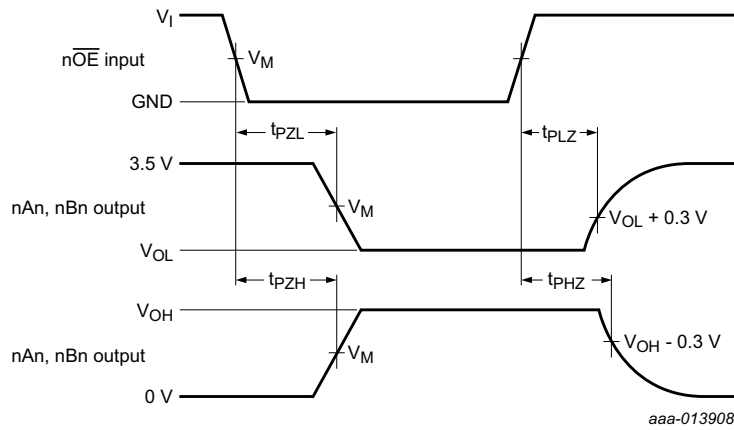 V_I
nO̅E̅ input
V_M
GND
t_PZL
t_PLZ
3.5 V
nAn, nBn output
V_M
V_OL + 0.3 V
V_OL
t_PZH
t_PHZ
V_OH
nAn, nBn output
V_M
V_OH - 0.3 V
0 V
aaa-013908